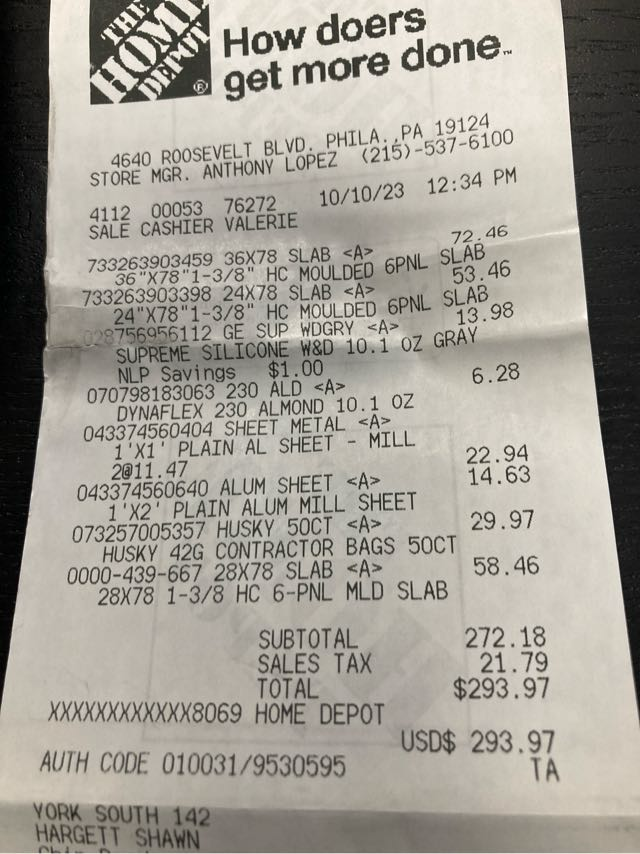 THE
HOME
DEPOT
®
How doers
get more done™
4640 ROOSEVELT BLVD. PHILA., PA 19124
STORE MGR. ANTHONY LOPEZ (215)-537-6100
4112 00053 76272 10/10/23 12:34 PM
SALE CASHIER VALERIE
733263903459 36X78 SLAB <A> 72.46
36"X78"1-3/8" HC MOULDED 6PNL SLAB
733263903398 24X78 SLAB <A> 53.46
24"X78"1-3/8" HC MOULDED 6PNL SLAB
028756956112 GE SUP WDGRY <A> 13.98
SUPREME SILICONE W&D 10.1 OZ GRAY
NLP Savings $1.00
070798183063 230 ALD <A> 6.28
DYNAFLEX 230 ALMOND 10.1 OZ
043374560404 SHEET METAL <A>
1'X1' PLAIN AL SHEET - MILL
2@11.47 22.94
043374560640 ALUM SHEET <A> 14.63
1'X2' PLAIN ALUM MILL SHEET
073257005357 HUSKY 50CT <A> 29.97
HUSKY 42G CONTRACTOR BAGS 50CT
0000-439-667 28X78 SLAB <A> 58.46
28X78 1-3/8 HC 6-PNL MLD SLAB
SUBTOTAL 272.18
SALES TAX 21.79
TOTAL $293.97
XXXXXXXXXXXX8069 HOME DEPOT
USD$ 293.97
AUTH CODE 010031/9530595 TA
YORK SOUTH 142
HARGETT SHAWN